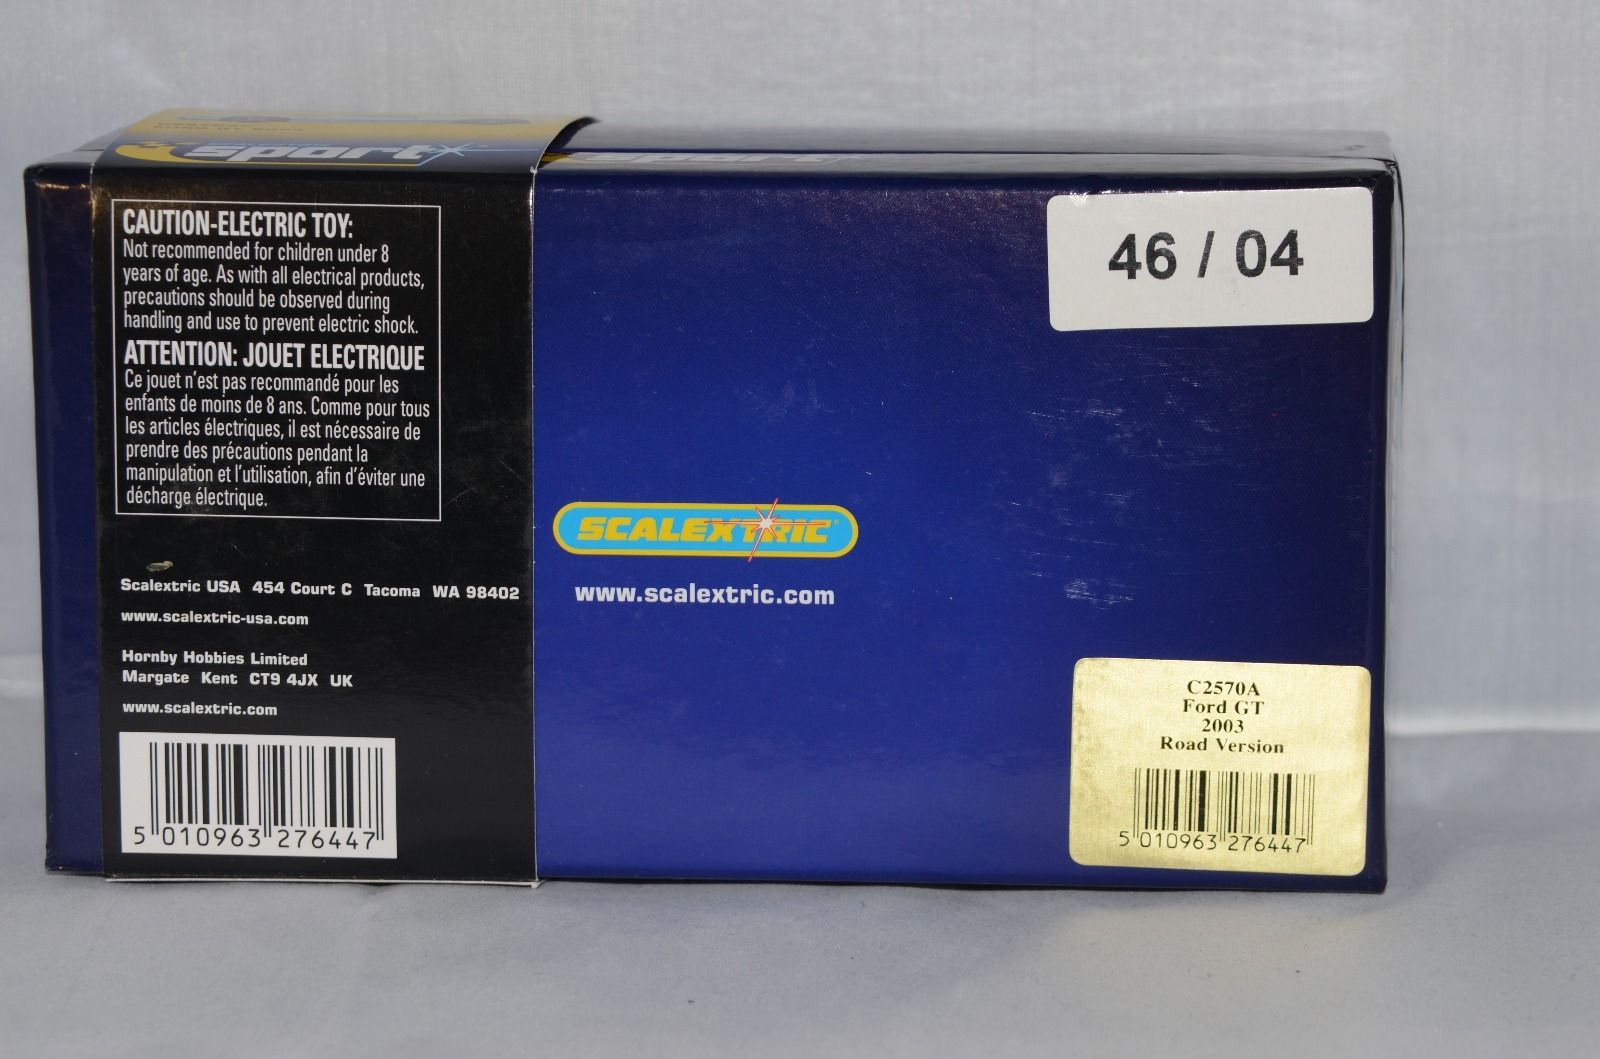 sport
sport
CAUTION-ELECTRIC TOY:
Not recommended for children under 8
years of age. As with all electrical products,
precautions should be observed during
handling and use to prevent electric shock.
ATTENTION: JOUET ELECTRIQUE
Ce jouet n'est pas recommandé pour les
enfants de moins de 8 ans. Comme pour tous
les articles électriques, il est nécessaire de
prendre des précautions pendant la
manipulation et l'utilisation, afin d'éviter une
décharge électrique.
Scalextric USA 454 Court C Tacoma WA 98402
www.scalextric-usa.com
Hornby Hobbies Limited
Margate Kent CT9 4JX UK
www.scalextric.com
5 010963 276447
SCALEXTRIC
www.scalextric.com
46 / 04
C2570A
Ford GT
2003
Road Version
5 010963 276447